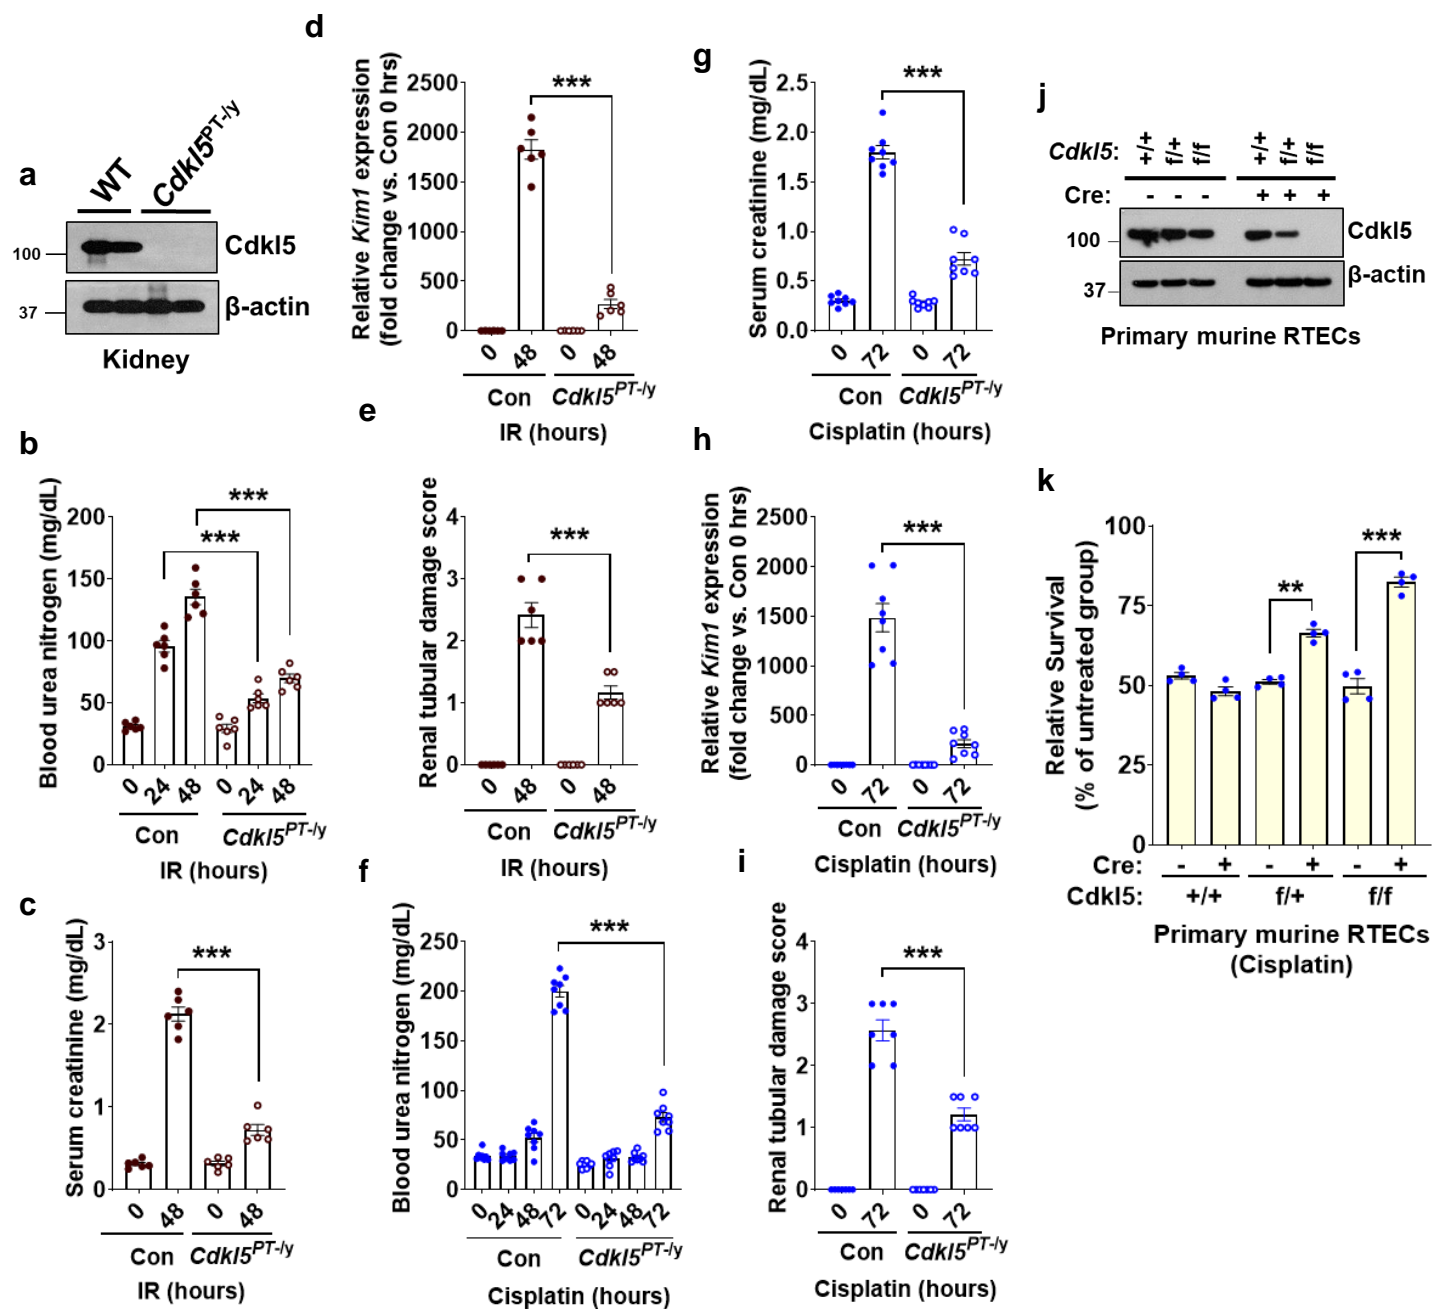 a
WT
Cdkl5PT-/y
100
Cdkl5
37
β-actin
Kidney
b
Blood urea nitrogen (mg/dL)
200
150
100
50
0
***
***
0 24 48 0 24 48
Con Cdkl5PT-/y
IR (hours)
c
Serum creatinine (mg/dL)
3
2
1
0
***
0 48 0 48
Con Cdkl5PT-/y
IR (hours)
d
Relative Kim1 expression
(fold change vs. Con 0 hrs)
2500
2000
1500
1000
500
0
***
0 48 0 48
Con Cdkl5PT-/y
IR (hours)
e
Renal tubular damage score
4
3
2
1
0
***
0 48 0 48
Con Cdkl5PT-/y
IR (hours)
f
Blood urea nitrogen (mg/dL)
250
200
150
100
50
0
***
0 24 48 72 0 24 48 72
Con Cdkl5PT-/y
Cisplatin (hours)
g
Serum creatinine (mg/dL)
2.5
2.0
1.5
1.0
0.5
0.0
***
0 72 0 72
Con Cdkl5PT-/y
Cisplatin (hours)
h
Relative Kim1 expression
(fold change vs. Con 0 hrs)
2500
2000
1500
1000
500
0
***
0 72 0 72
Con Cdkl5PT-/y
Cisplatin (hours)
i
Renal tubular damage score
4
3
2
1
0
***
0 72 0 72
Con Cdkl5PT-/y
Cisplatin (hours)
j
Cdkl5: +/+ f/+ f/f +/+ f/+ f/f
Cre: - - - + + +
100
Cdkl5
37
β-actin
Primary murine RTECs
k
Relative Survival
(% of untreated group)
100
75
50
25
0
**
***
Cre: - + - + - +
Cdkl5: +/+ f/+ f/f
Primary murine RTECs
(Cisplatin)